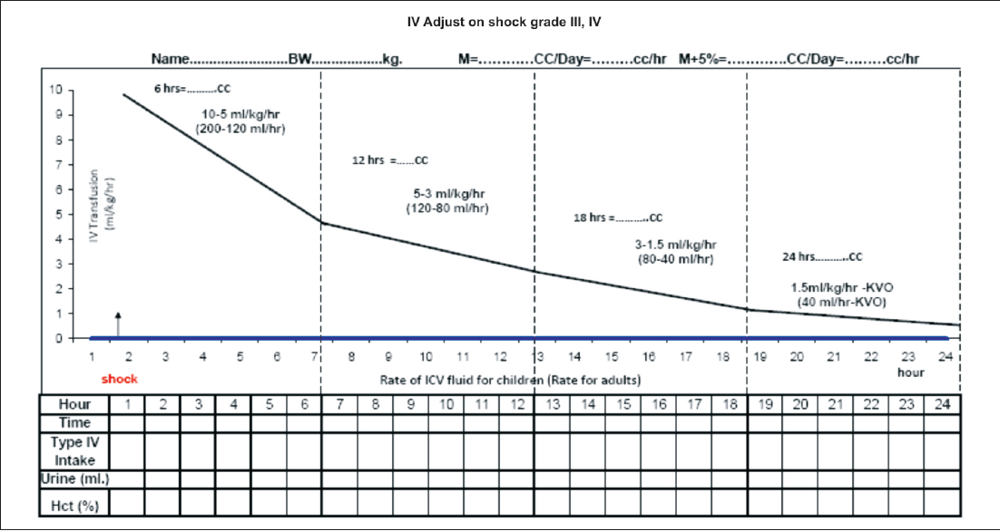 IV Adjust on shock grade III, IV
Name.........................BW..................kg. M=...........CC/Day=.........cc/hr M+5%=.............CC/Day=.........cc/hr
6 hrs=.........CC
10-5 ml/kg/hr
(200-120 ml/hr)
12 hrs =......CC
5-3 ml/kg/hr
(120-80 ml/hr)
18 hrs =..........CC
3-1.5 ml/kg/hr
(80-40 ml/hr)
24 hrs...........CC
1.5ml/kg/hr -KVO
(40 ml/hr-KVO)
IV Transfusion
(ml/kg/hr)
10
9
8
7
6
5
4
3
2
1
0
1 2 3 4 5 6 7 8 9 10 11 12 13 14 15 16 17 18 19 20 21 22 23 24
shock
hour
Rate of ICV fluid for children (Rate for adults)
Hour 1 2 3 4 5 6 7 8 9 10 11 12 13 14 15 16 17 18 19 20 21 22 23 24
Time
Type IV
Intake
Urine (ml.)
Hct (%)